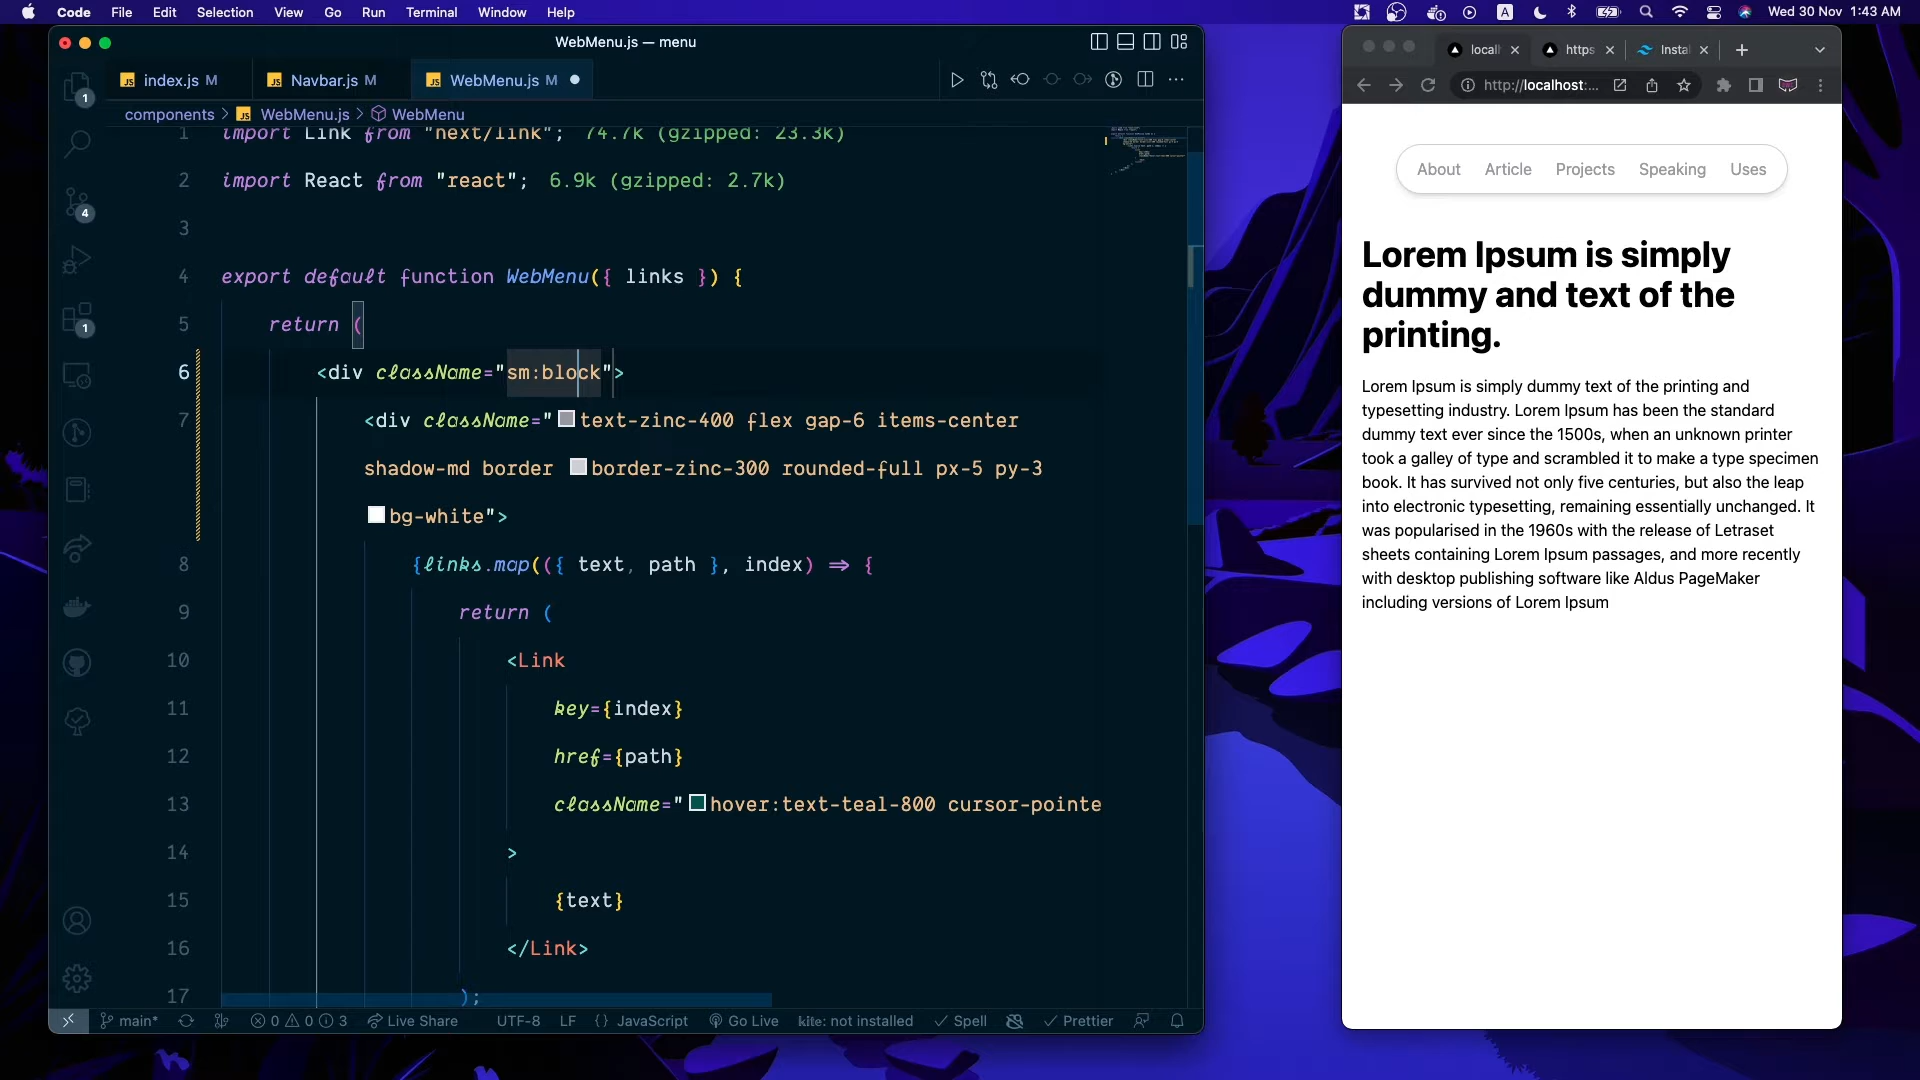 Code File Edit Selection View Go Run Terminal Window Help
A
Wed 30 Nov 1:43 AM
WebMenu.js — menu
index.js M
Navbar.js M
WebMenu.js M
components > JS WebMenu.js > WebMenu
1 import Link from "next/link"; 74.7k (gzipped: 23.3k)
2 import React from "react"; 6.9k (gzipped: 2.7k)
3
4 export default function WebMenu({ links }) {
5 return (
6 <div className="sm:block">
7 <div className="text-zinc-400 flex gap-6 items-center
shadow-md border border-zinc-300 rounded-full px-5 py-3
bg-white">
8 {links.map(({ text, path }, index) => {
9 return (
10 <Link
11 key={index}
12 href={path}
13 className="hover:text-teal-800 cursor-pointe
14 >
15 {text}
16 </Link>
17 );
1
4
1
main* 0 0 3 Live Share UTF-8 LF {} JavaScript Go Live kite: not installed Spell Prettier
locall
https
Instal
http://localhost:...
About Article Projects Speaking Uses
Lorem Ipsum is simply
dummy and text of the
printing.
Lorem Ipsum is simply dummy text of the printing and
typesetting industry. Lorem Ipsum has been the standard
dummy text ever since the 1500s, when an unknown printer
took a galley of type and scrambled it to make a type specimen
book. It has survived not only five centuries, but also the leap
into electronic typesetting, remaining essentially unchanged. It
was popularised in the 1960s with the release of Letraset
sheets containing Lorem Ipsum passages, and more recently
with desktop publishing software like Aldus PageMaker
including versions of Lorem Ipsum